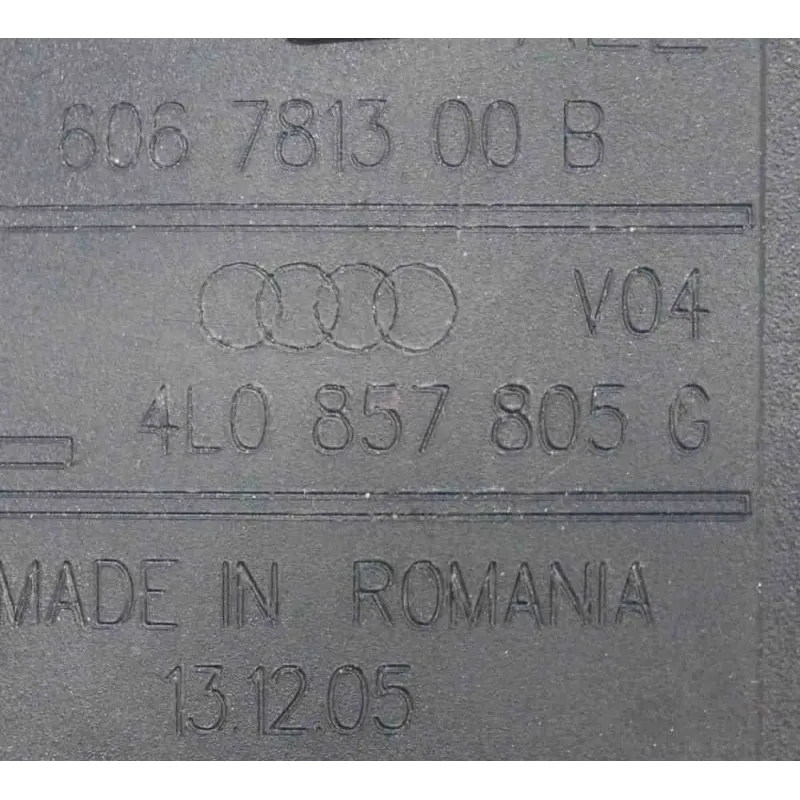 606 7813 00 B
V04
4L0 857 805 G
MADE IN ROMANIA
13.12.05